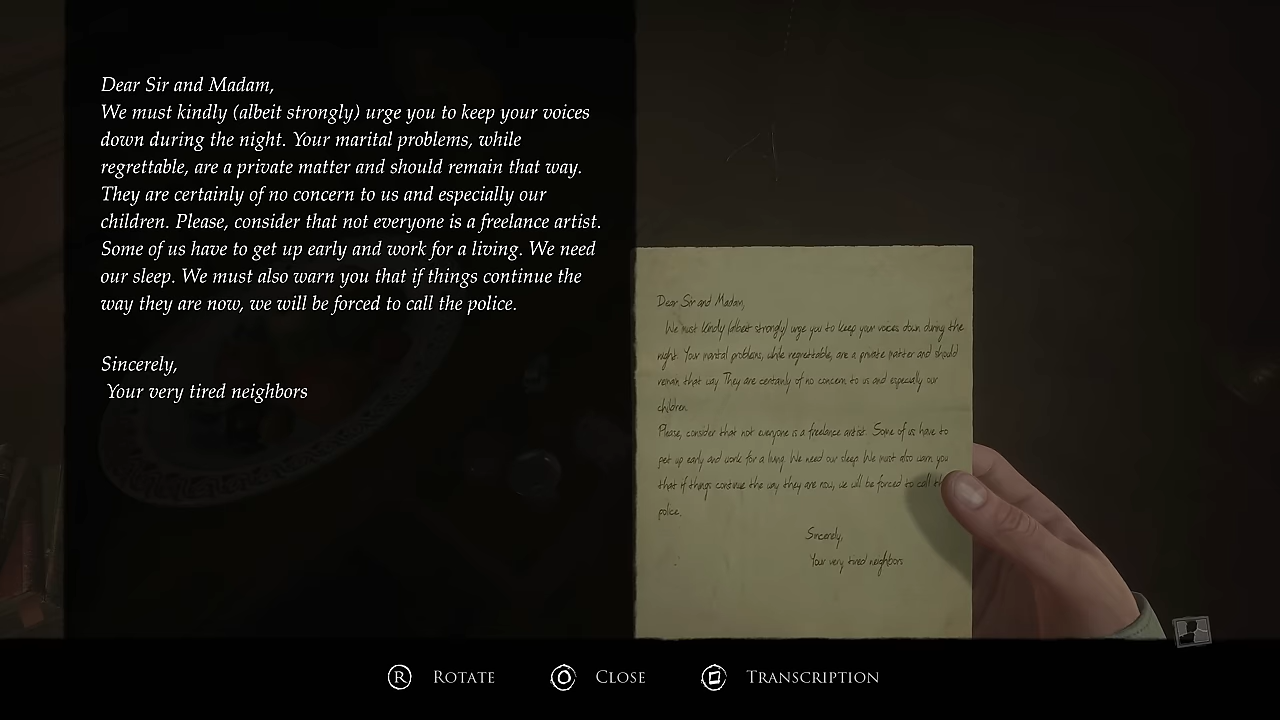 Dear Sir and Madam,
We must kindly (albeit strongly) urge you to keep your voices
down during the night. Your marital problems, while
regrettable, are a private matter and should remain that way.
They are certainly of no concern to us and especially our
children. Please, consider that not everyone is a freelance artist.
Some of us have to get up early and work for a living. We need
our sleep. We must also warn you that if things continue the
way they are now, we will be forced to call the police.
Sincerely,
Your very tired neighbors
Dear Sir and Madam,
We must kindly (albeit strongly) urge you to keep your voices down during the
night. Your marital problems, while regrettable, are a private matter and should
remain that way. They are certainly of no concern to us and especially our
children.
Please, consider that not everyone is a freelance artist. Some of us have to
get up early and work for a living. We need our sleep. We must also warn you
that if things continue the way they are now, we will be forced to call the
police.
Sincerely,
Your very tired neighbors
R ROTATE CLOSE TRANSCRIPTION